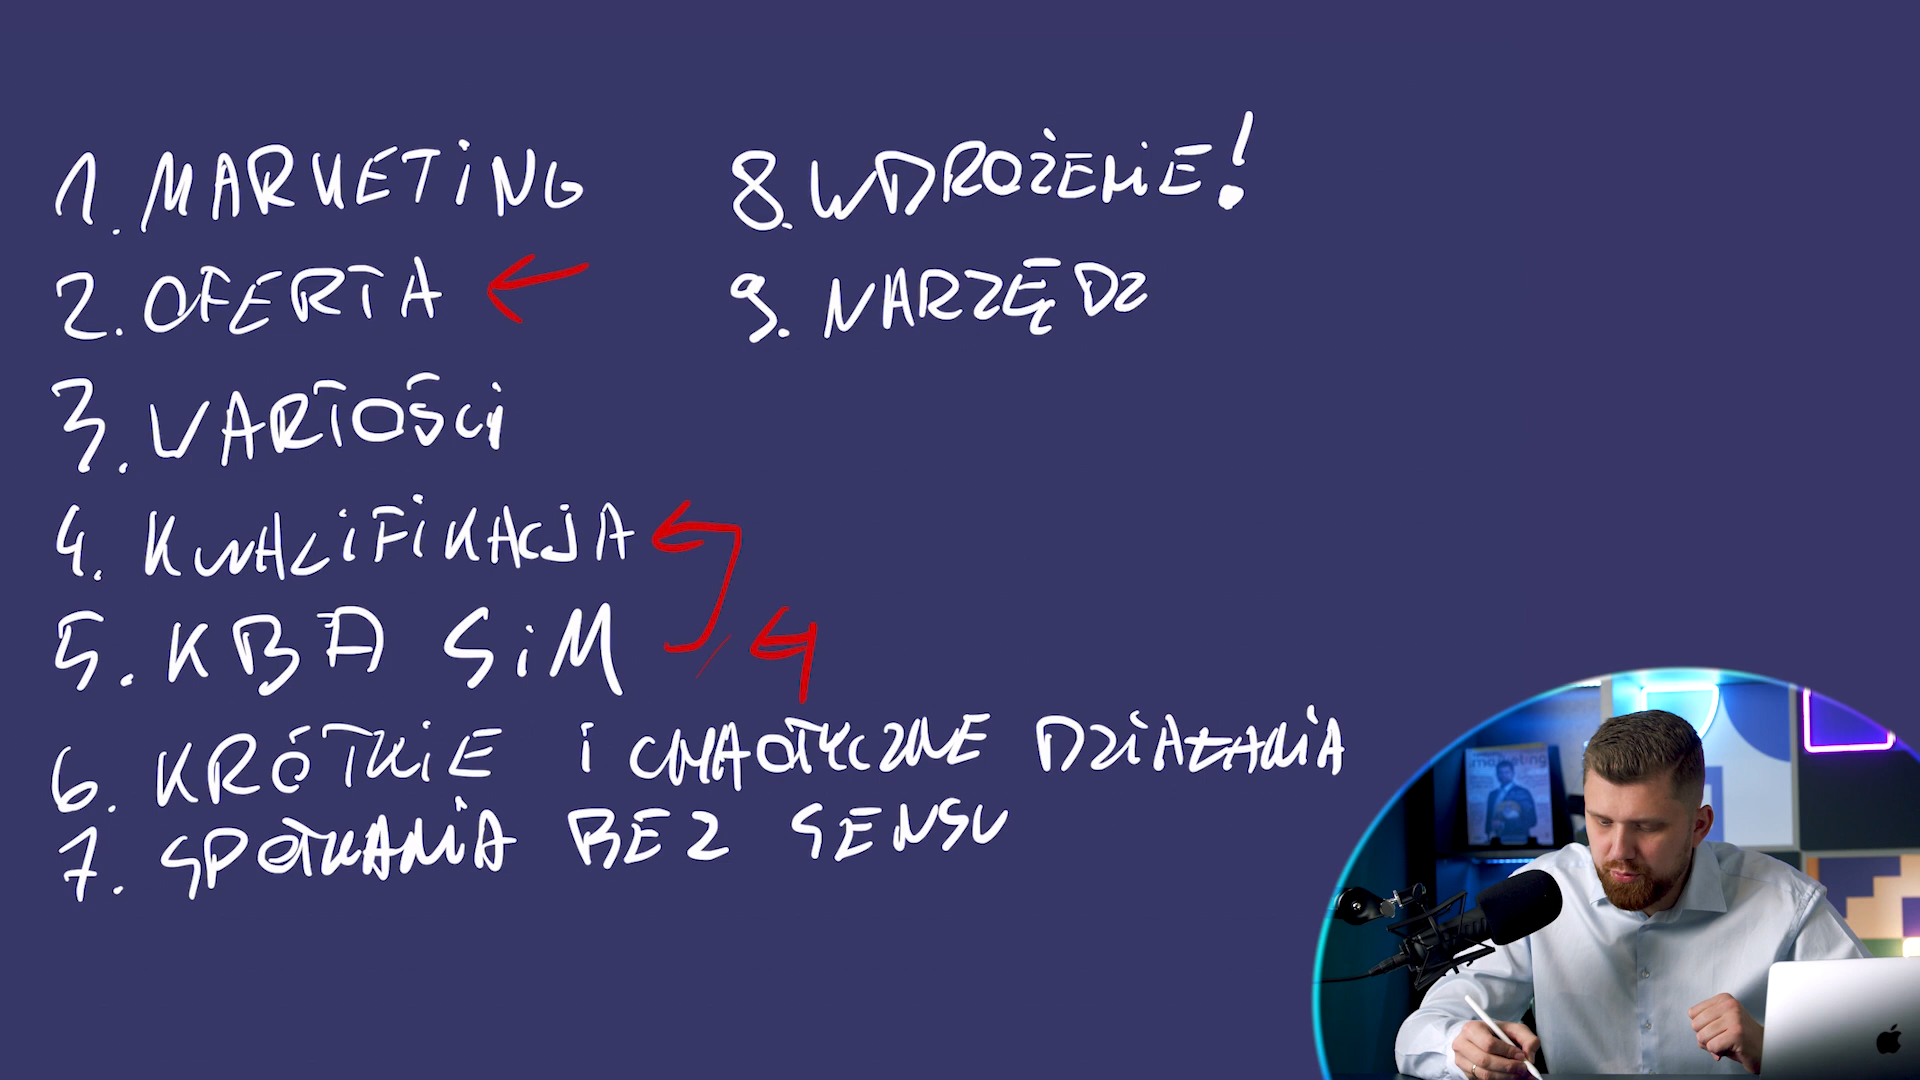 1. MARKETING
2. OFERTA
3. WARTOŚCI
4. KWALIFIKACJA
5. KBA SiM
6. KRÓTKIE I CHAOTYCZNE DZIAŁANIA
7. SPOTKANIA BEZ SENSU
8. WDROŻENIE!
9. NARZĘDZ
marketing